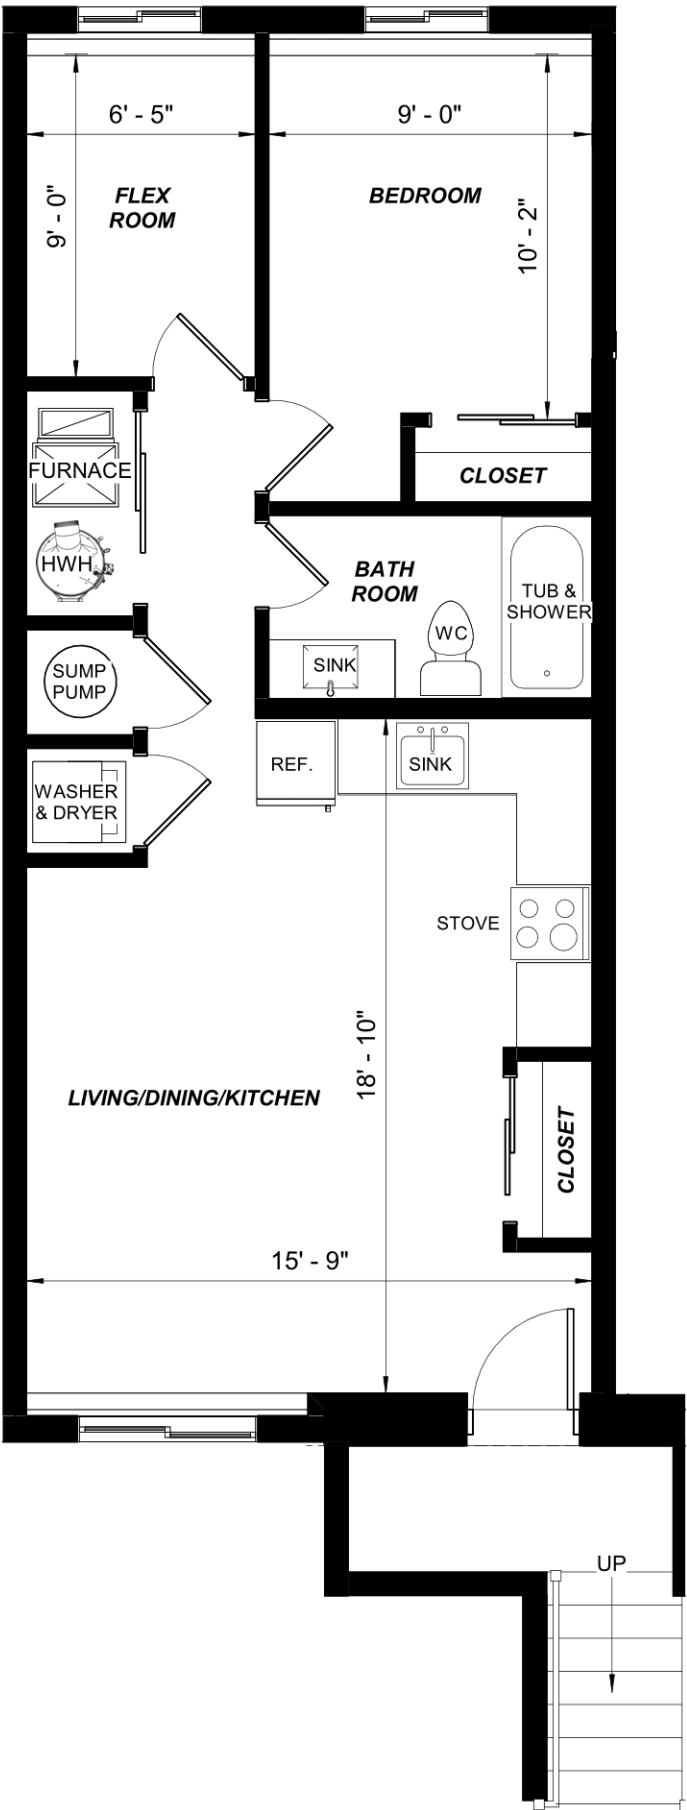 6' - 5"
9' - 0"
9' - 0"
10' - 2"
FLEX
ROOM
BEDROOM
FURNACE
CLOSET
HWH
BATH
ROOM
TUB &
SHOWER
WC
SINK
SUMP
PUMP
REF.
SINK
WASHER
& DRYER
STOVE
18' - 10"
LIVING/DINING/KITCHEN
CLOSET
15' - 9"
UP